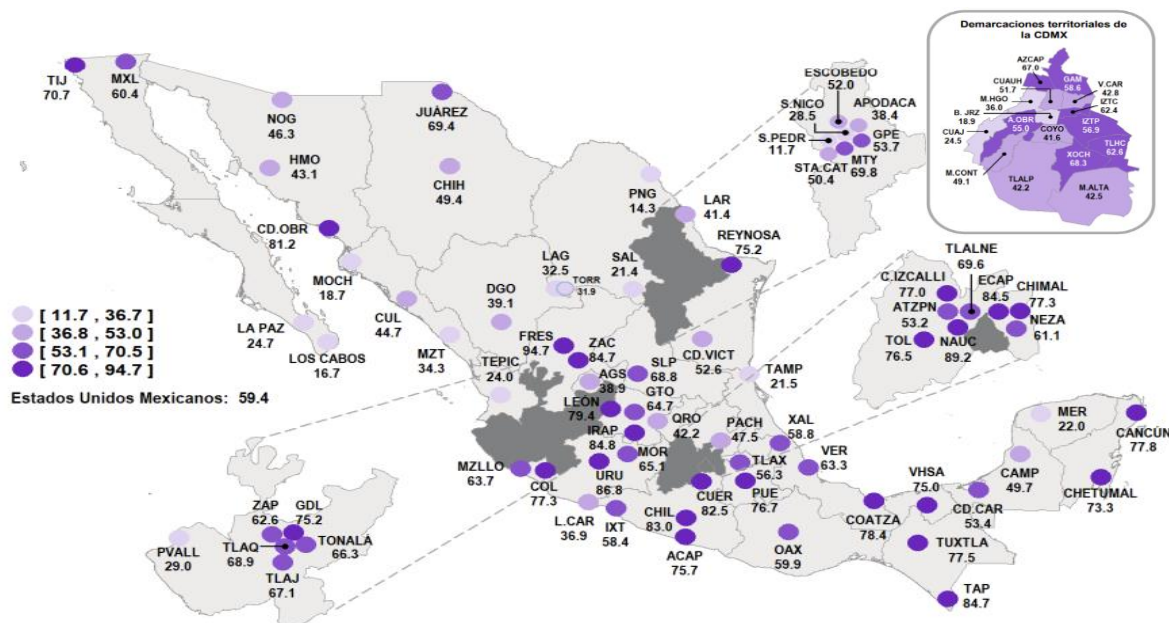 Demarcaciones territoriales de
la CDMX
AZCAP
67.0
CUAUH
51.7
GAM
58.6
V.CAR
42.8
M.HGO
36.0
IZTC
62.4
B. JRZ
18.9
A.OBR
55.0
IZTP
56.9
CUAJ
24.5
COYO
41.6
TLHC
62.6
XOCH
68.3
M.CONT
49.1
TLALP
42.2
M.ALTA
42.5
TIJ
70.7
MXL
60.4
NOG
46.3
JUÀREZ
69.4
HMO
43.1
CHIH
49.4
CD.OBR
81.2
MOCH
18.7
LA PAZ
24.7
LOS CABOS
16.7
CUL
44.7
MZT
34.3
DGO
39.1
LAG
32.5
TORR
31.9
SAL
21.4
PNG
14.3
LAR
41.4
REYNOSA
75.2
ESCOBEDO
52.0
S.NICO
28.5
APODACA
38.4
S.PEDR
11.7
GPE
53.7
STA.CAT
50.4
MTY
69.8
[ 11.7 , 36.7 ]
[ 36.8 , 53.0 ]
[ 53.1 , 70.5 ]
[ 70.6 , 94.7 ]
Estados Unidos Mexicanos: 59.4
FRES
94.7
ZAC
84.7
TEPIC
24.0
AGS
38.9
SLP
68.8
CD.VICT
52.6
TAMP
21.5
LEÓN
79.4
GTO
64.7
IRAP
84.8
QRO
42.2
PACH
47.5
XAL
58.8
MOR
65.1
TLAX
56.3
VER
63.3
MZLLO
63.7
COL
77.3
URU
86.8
CUER
82.5
PUE
76.7
L.CAR
36.9
IXT
58.4
CHIL
83.0
ACAP
75.7
OAX
59.9
COATZA
78.4
VHSA
75.0
CD.CAR
53.4
CAMP
49.7
MER
22.0
CANCÚN
77.8
CHETUMAL
73.3
TUXTLA
77.5
TAP
84.7
TLALNE
69.6
C.IZCALLI
77.0
ECAP
84.5
CHIMAL
77.3
ATZPN
53.2
NEZA
61.1
TOL
76.5
NAUC
89.2
ZAP
62.6
GDL
75.2
PVALL
29.0
TLAQ
68.9
TONALÀ
66.3
TLAJ
67.1